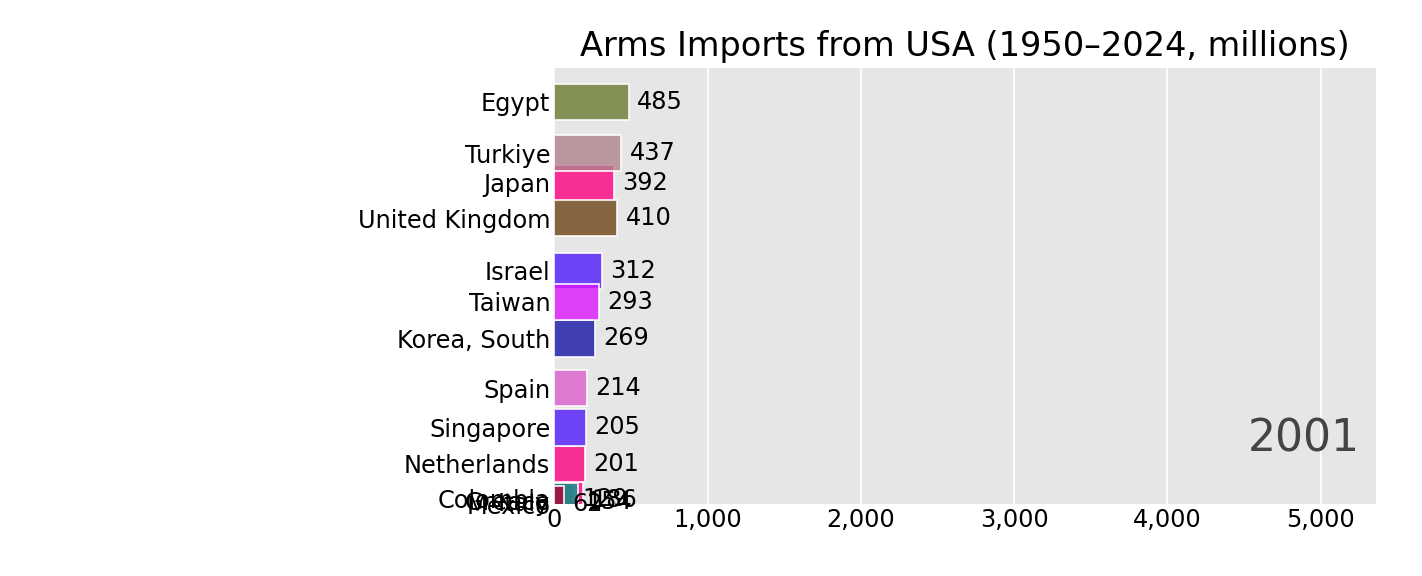 Arms Imports from USA (1950–2024, millions)
Egypt 485
Turkiye 437
Japan 392
United Kingdom 410
Israel 312
Taiwan 293
Korea, South 269
Spain 214
Singapore 205
Netherlands 201
Colombia
Mexico
2001
0 1,000 2,000 3,000 4,000 5,000